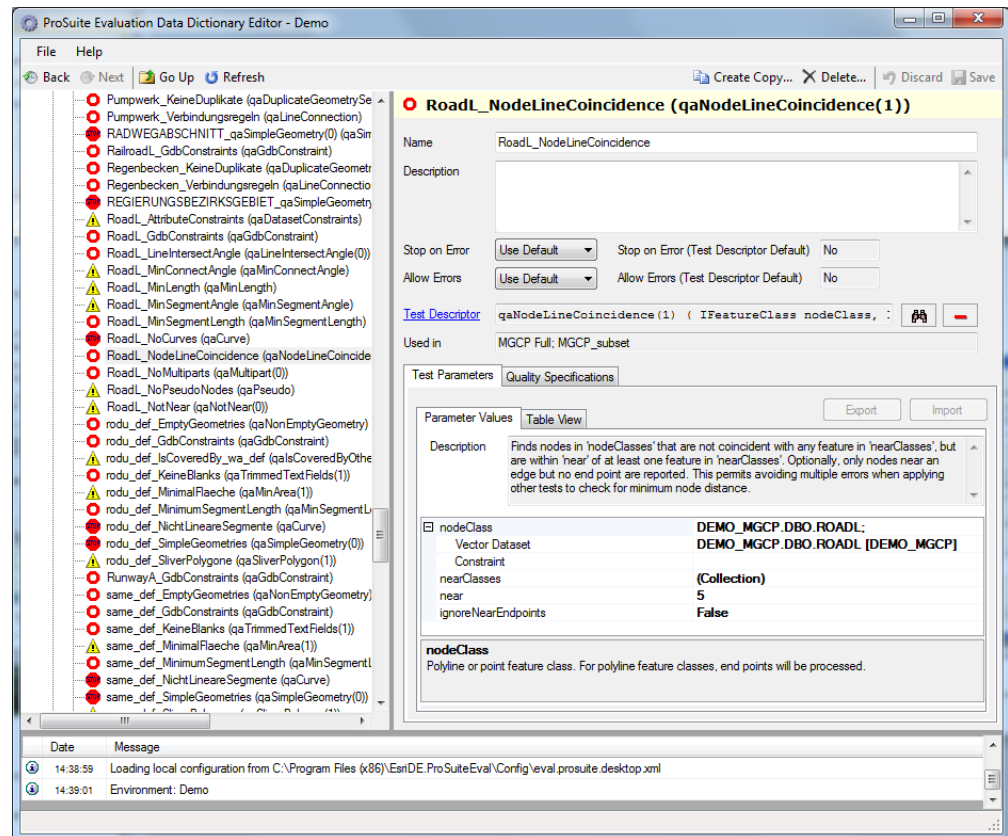 ProSuite Evaluation Data Dictionary Editor - Demo
File Help
Back Next Go Up Refresh Create Copy... Delete... Discard Save
Pumpwerk_KeineDuplikate (qaDuplicateGeometrySe
Pumpwerk_Verbindungsregeln (qaLineConnection)
RADWEGABSCHNITT_qaSimpleGeometry(0) (qaSim
RailroadL_GdbConstraints (qaGdbConstraint)
Regenbecken_KeineDuplikate (qaDuplicateGeometr
Regenbecken_Verbindungsregeln (qaLineConnectio
REGIERUNGSBEZIRKSGEBIET_qaSimpleGeometry
RoadL_AttributeConstraints (qaDatasetConstraints)
RoadL_GdbConstraints (qaGdbConstraint)
RoadL_LineIntersectAngle (qaLineIntersectAngle(0))
RoadL_MinConnectAngle (qaMinConnectAngle)
RoadL_MinLength (qaMinLength)
RoadL_MinSegmentAngle (qaMinSegmentAngle)
RoadL_MinSegmentLength (qaMinSegmentLength)
RoadL_NoCurves (qaCurve)
RoadL_NodeLineCoincidence (qaNodeLineCoincide
RoadL_NoMultiparts (qaMultipart(0))
RoadL_NoPseudoNodes (qaPseudo)
RoadL_NotNear (qaNotNear(0))
rodu_def_EmptyGeometries (qaNonEmptyGeometry)
rodu_def_GdbConstraints (qaGdbConstraint)
rodu_def_IsCoveredBy_wa_def (qaIsCoveredByOthe
rodu_def_KeineBlanks (qaTrimmedTextFields(1))
rodu_def_MinimalFlaeche (qaMinArea(1))
rodu_def_MinimumSegmentLength (qaMinSegmentL
rodu_def_NichtLineareSegmente (qaCurve)
rodu_def_SimpleGeometries (qaSimpleGeometry(0))
rodu_def_SliverPolygone (qaSliverPolygon(1))
RunwayA_GdbConstraints (qaGdbConstraint)
same_def_EmptyGeometries (qaNonEmptyGeometry)
same_def_GdbConstraints (qaGdbConstraint)
same_def_KeineBlanks (qaTrimmedTextFields(1))
same_def_MinimalFlaeche (qaMinArea(1))
same_def_MinimumSegmentLength (qaMinSegmentL
same_def_NichtLineareSegmente (qaCurve)
same_def_SimpleGeometries (qaSimpleGeometry(0))
RoadL_NodeLineCoincidence (qaNodeLineCoincidence(1))
Name RoadL_NodeLineCoincidence
Description
Stop on Error Use Default Stop on Error (Test Descriptor Default) No
Allow Errors Use Default Allow Errors (Test Descriptor Default) No
Test Descriptor qaNodeLineCoincidence(1) ( IFeatureClass nodeClass,
Used in MGCP Full; MGCP_subset
Test Parameters Quality Specifications
Parameter Values Table View Export Import
Description Finds nodes in 'nodeClasses' that are not coincident with any feature in 'nearClasses', but
are within 'near' of at least one feature in 'nearClasses'. Optionally, only nodes near an
edge but no end point are reported. This permits avoiding multiple errors when applying
other tests to check for minimum node distance.
nodeClass DEMO_MGCP.DBO.ROADL;
Vector Dataset DEMO_MGCP.DBO.ROADL [DEMO_MGCP]
Constraint
nearClasses (Collection)
near 5
ignoreNearEndpoints False
nodeClass
Polyline or point feature class. For polyline feature classes, end points will be processed.
Date Message
14:38:59 Loading local configuration from C:\Program Files (x86)\EsriDE.ProSuiteEval\Config\eval.prosuite.desktop.xml
14:39:01 Environment: Demo